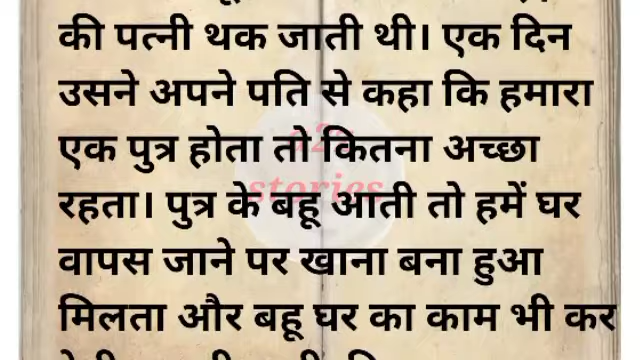 की पत्नी थक जाती थी। एक दिन
उसने अपने पति से कहा कि हमारा
एक पुत्र होता तो कितना अच्छा
रहता। पुत्र के बहू आती तो हमें घर
वापस जाने पर खाना बना हुआ
मिलता और बहू घर का काम भी कर
stories